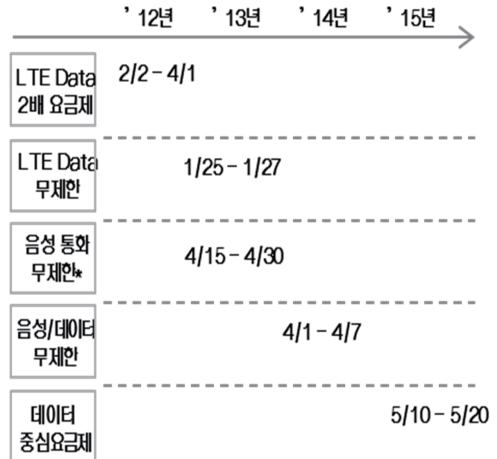 ’12년 ’13년 ’14년 ’15년
LTE Data
2배 요금제
2/2 – 4/1
LTE Data
무제한
1/25 – 1/27
음성 통화
무제한*
4/15 – 4/30
음성/데이터
무제한
4/1 – 4/7
데이터
중심요금제
5/10 – 5/20